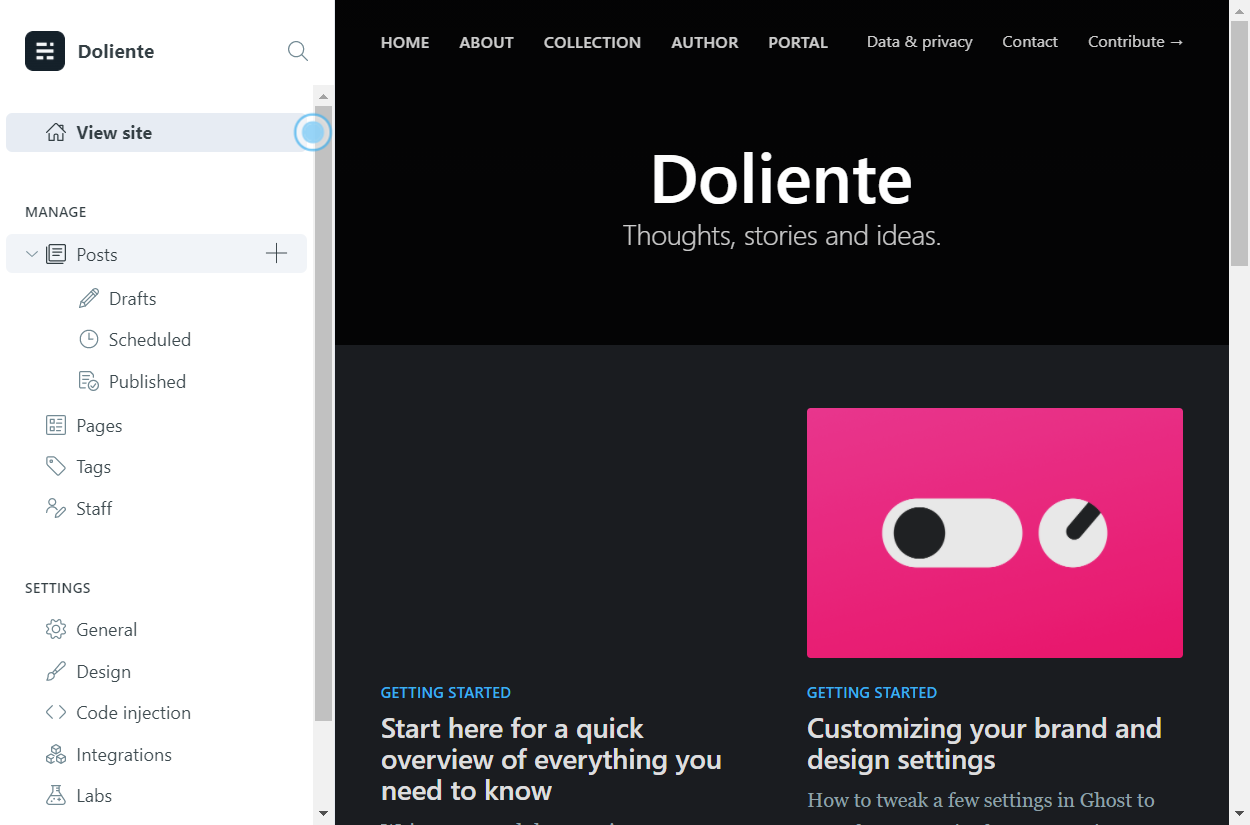 Doliente
View site
MANAGE
Posts
Drafts
Scheduled
Published
Pages
Tags
Staff
SETTINGS
General
Design
Code injection
Integrations
Labs
HOME ABOUT COLLECTION AUTHOR PORTAL Data & privacy Contact Contribute →
Doliente
Thoughts, stories and ideas.
GETTING STARTED
Start here for a quick
overview of everything you
need to know
GETTING STARTED
Customizing your brand and
design settings
How to tweak a few settings in Ghost to